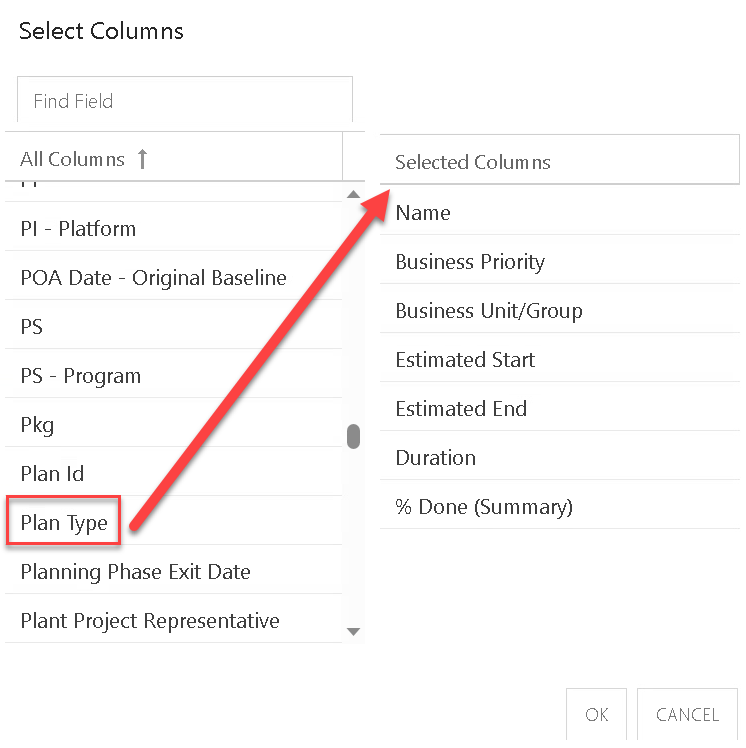 Select Columns
Find Field
All Columns ↑
PI - Platform
POA Date - Original Baseline
PS
PS - Program
Pkg
Plan Id
Plan Type
Planning Phase Exit Date
Plant Project Representative
Selected Columns
Name
Business Priority
Business Unit/Group
Estimated Start
Estimated End
Duration
% Done (Summary)
OK
CANCEL